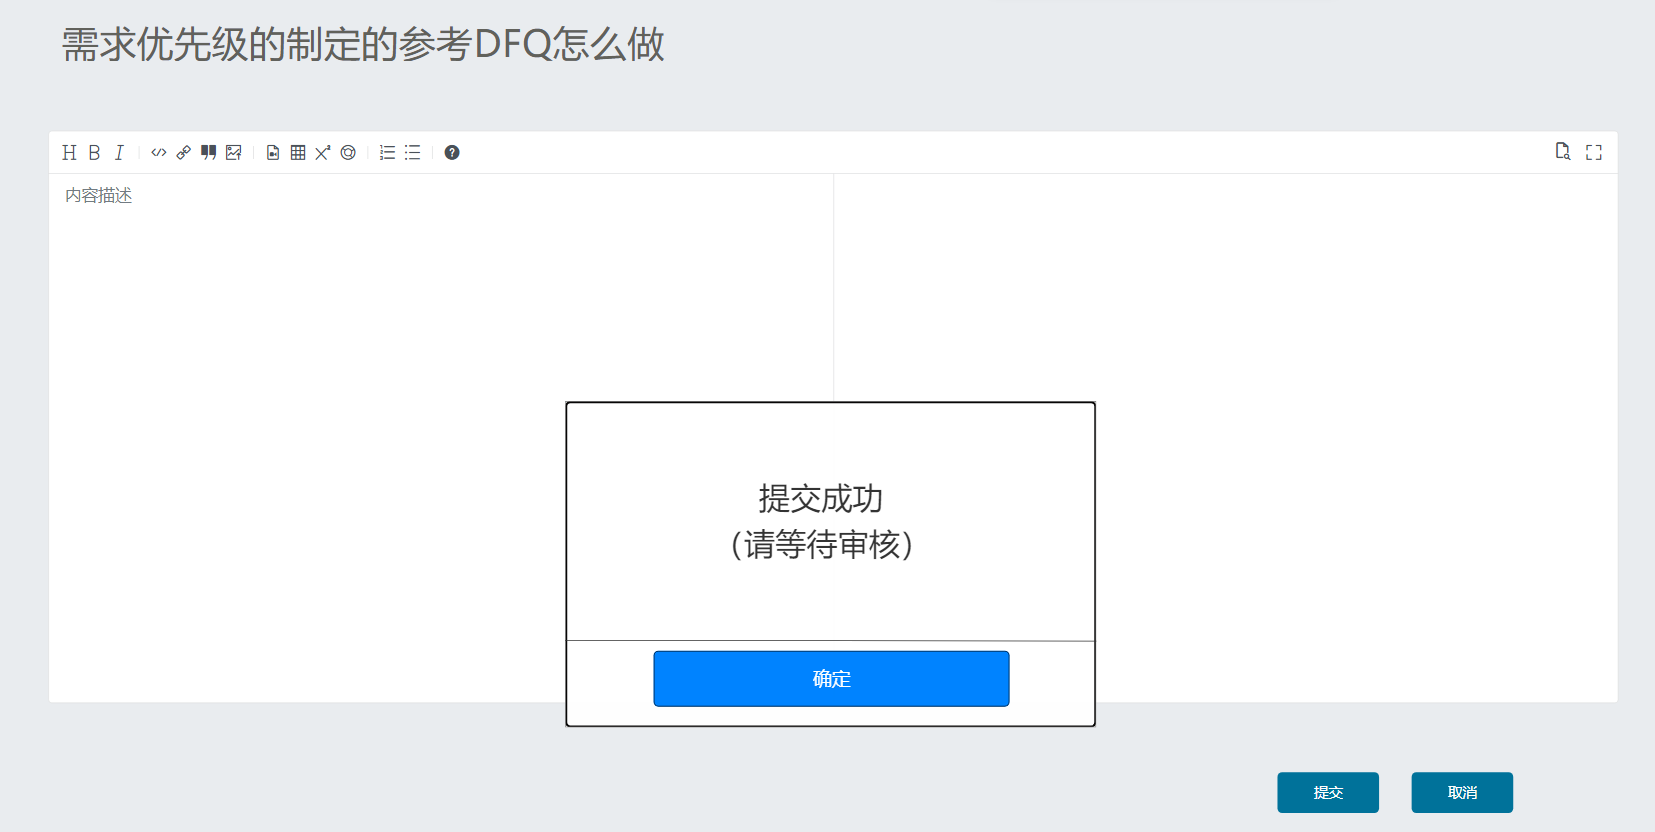 需求优先级的制定的参考DFQ怎么做
H B I
内容描述
提交成功
（请等待审核）
确定
提交 取消